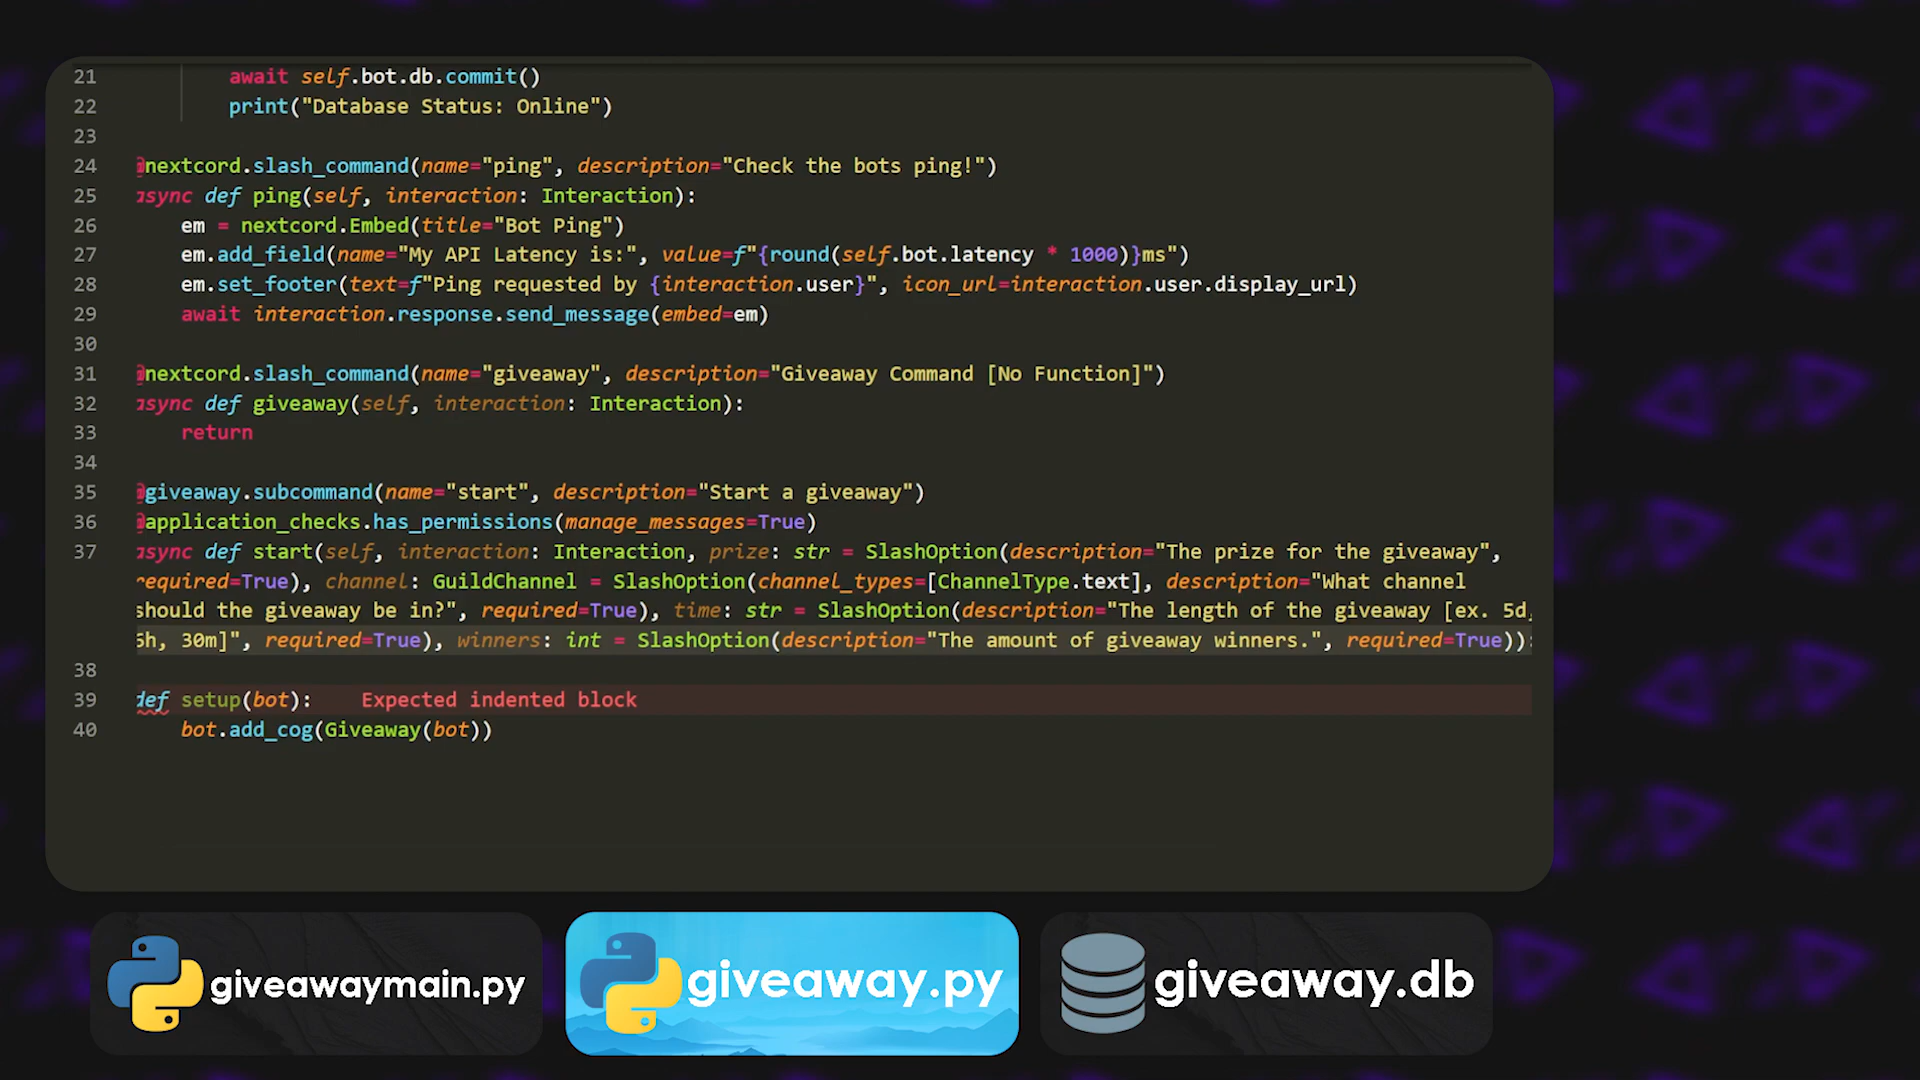 21 await self.bot.db.commit()
22 print("Database Status: Online")
23
24 @nextcord.slash_command(name="ping", description="Check the bots ping!")
25 async def ping(self, interaction: Interaction):
26 em = nextcord.Embed(title="Bot Ping")
27 em.add_field(name="My API Latency is:", value=f"{round(self.bot.latency * 1000)}ms")
28 em.set_footer(text=f"Ping requested by {interaction.user}", icon_url=interaction.user.display_url)
29 await interaction.response.send_message(embed=em)
30
31 @nextcord.slash_command(name="giveaway", description="Giveaway Command [No Function]")
32 async def giveaway(self, interaction: Interaction):
33 return
34
35 @giveaway.subcommand(name="start", description="Start a giveaway")
36 @application_checks.has_permissions(manage_messages=True)
37 async def start(self, interaction: Interaction, prize: str = SlashOption(description="The prize for the giveaway",
required=True), channel: GuildChannel = SlashOption(channel_types=[ChannelType.text], description="What channel
should the giveaway be in?", required=True), time: str = SlashOption(description="The length of the giveaway [ex. 5d,
5h, 30m]", required=True), winners: int = SlashOption(description="The amount of giveaway winners.", required=True)):
38
39 def setup(bot): Expected indented block
40 bot.add_cog(Giveaway(bot))
giveawaymain.py
giveaway.py
giveaway.db